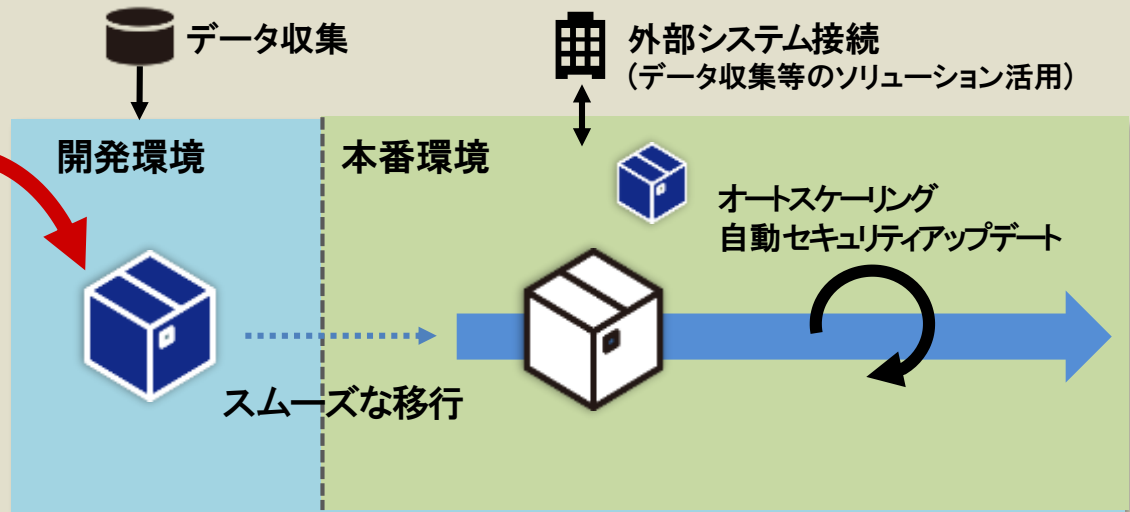 データ収集
外部システム接続
(データ収集等のソリューション活用)
開発環境
本番環境
オートスケーリング
自動セキュリティアップデート
スムーズな移行